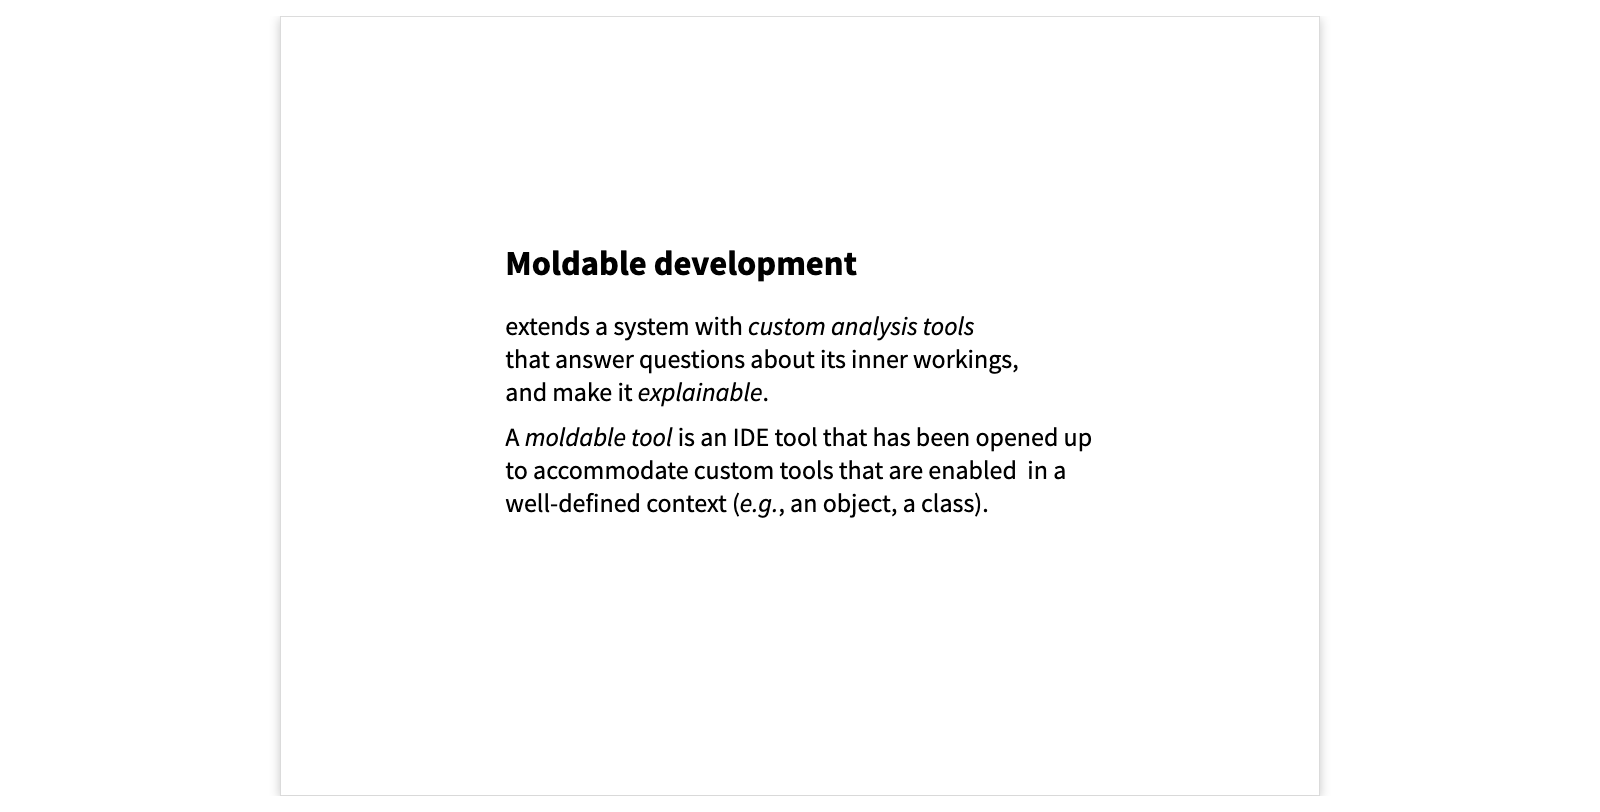 Moldable development
extends a system with custom analysis tools
that answer questions about its inner workings,
and make it explainable.
A moldable tool is an IDE tool that has been opened up
to accommodate custom tools that are enabled  in a
well-defined context (e.g., an object, a class).